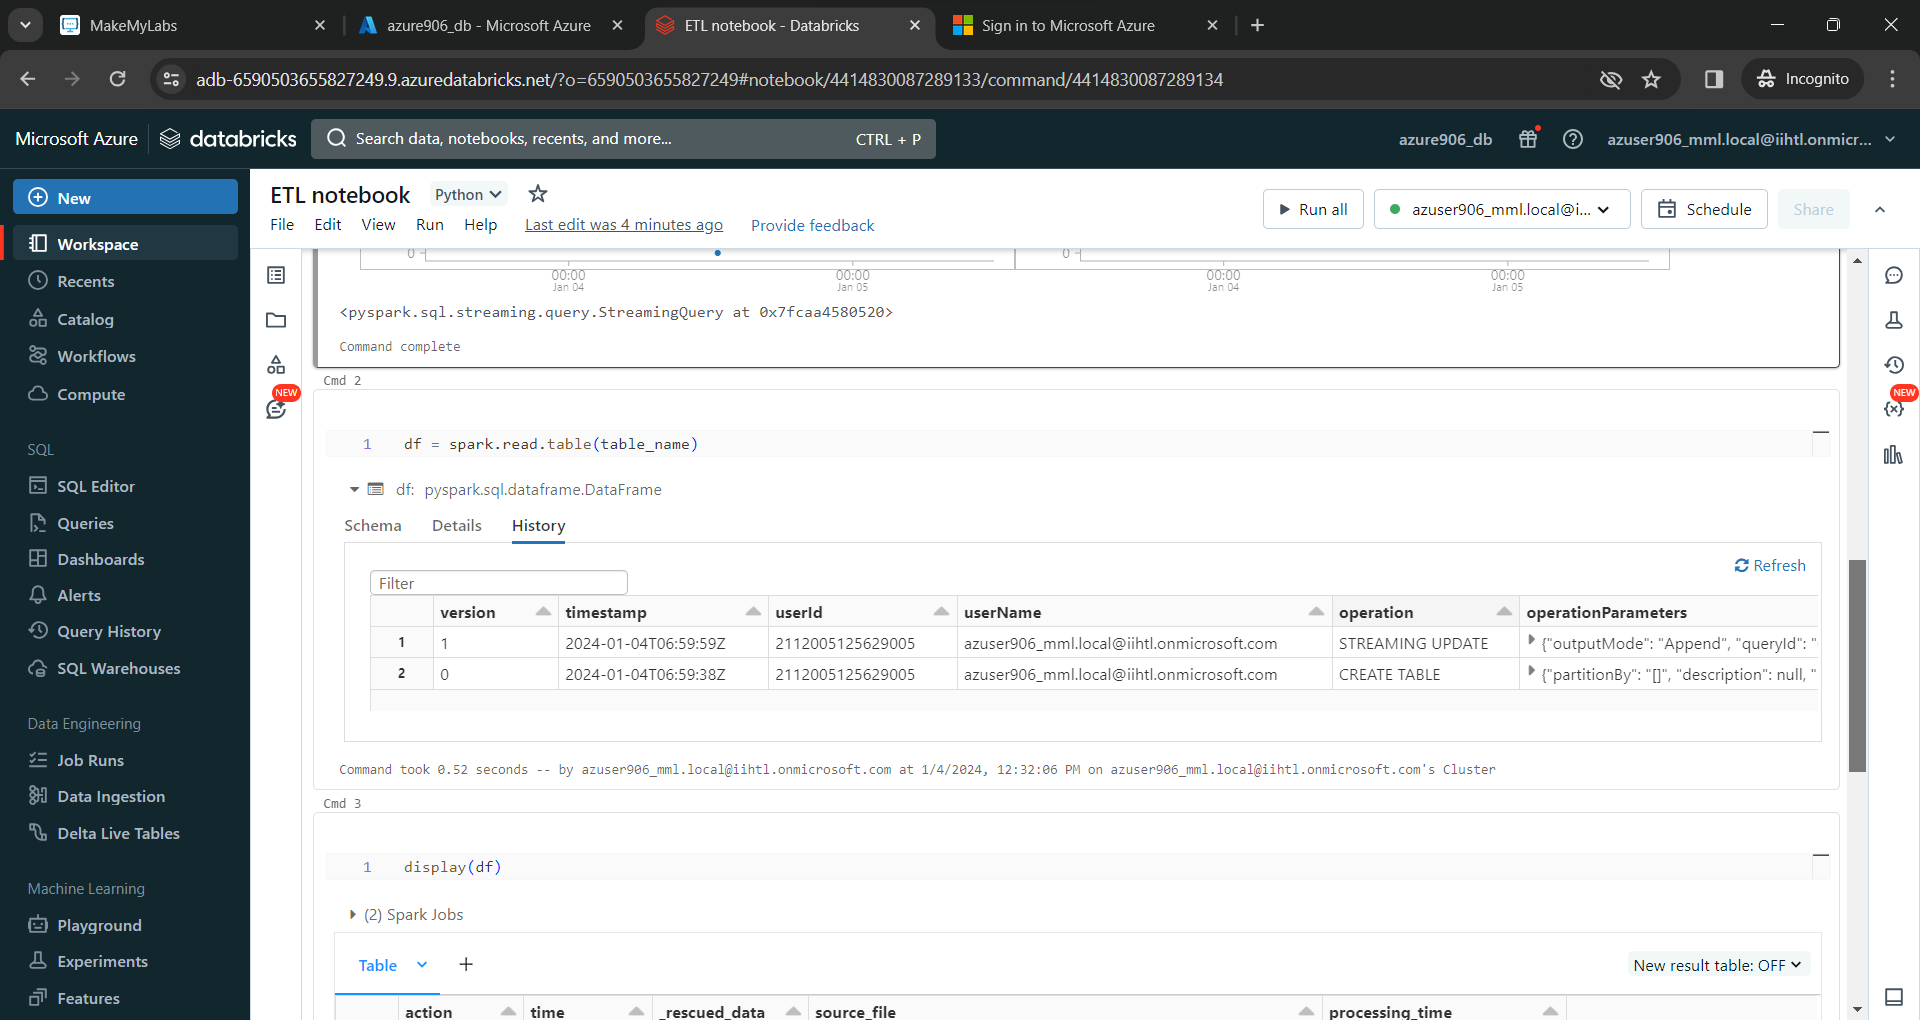 MakeMyLabs
azure906_db - Microsoft Azure
ETL notebook - Databricks
Sign in to Microsoft Azure
adb-6590503655827249.9.azuredatabricks.net/?o=6590503655827249#notebook/4414830087289133/command/4414830087289134
Incognito
Microsoft Azure
databricks
Search data, notebooks, recents, and more...
CTRL + P
azure906_db
azuser906_mml.local@iihtl.onmicr...
New
Workspace
Recents
Catalog
Workflows
Compute
SQL
SQL Editor
Queries
Dashboards
Alerts
Query History
SQL Warehouses
Data Engineering
Job Runs
Data Ingestion
Delta Live Tables
Machine Learning
Playground
Experiments
Features
ETL notebook
Python
File Edit View Run Help Last edit was 4 minutes ago Provide feedback
Run all
azuser906_mml.local@i...
Schedule
Share
NEW
NEW
0 0
00:00 00:00 00:00 00:00
Jan 04 Jan 05 Jan 04 Jan 05
<pyspark.sql.streaming.query.StreamingQuery at 0x7fcaa4580520>
Command complete
Cmd 2
1 df = spark.read.table(table_name)
df: pyspark.sql.dataframe.DataFrame
Schema Details History
Refresh
Filter
version timestamp userId userName operation operationParameters
1 1 2024-01-04T06:59:59Z 2112005125629005 azuser906_mml.local@iihtl.onmicrosoft.com STREAMING UPDATE {"outputMode": "Append", "queryId": "
2 0 2024-01-04T06:59:38Z 2112005125629005 azuser906_mml.local@iihtl.onmicrosoft.com CREATE TABLE {"partitionBy": "[]", "description": null, "
Command took 0.52 seconds -- by azuser906_mml.local@iihtl.onmicrosoft.com at 1/4/2024, 12:32:06 PM on azuser906_mml.local@iihtl.onmicrosoft.com's Cluster
Cmd 3
1 display(df)
(2) Spark Jobs
Table
New result table: OFF
action time _rescued_data source_file processing_time